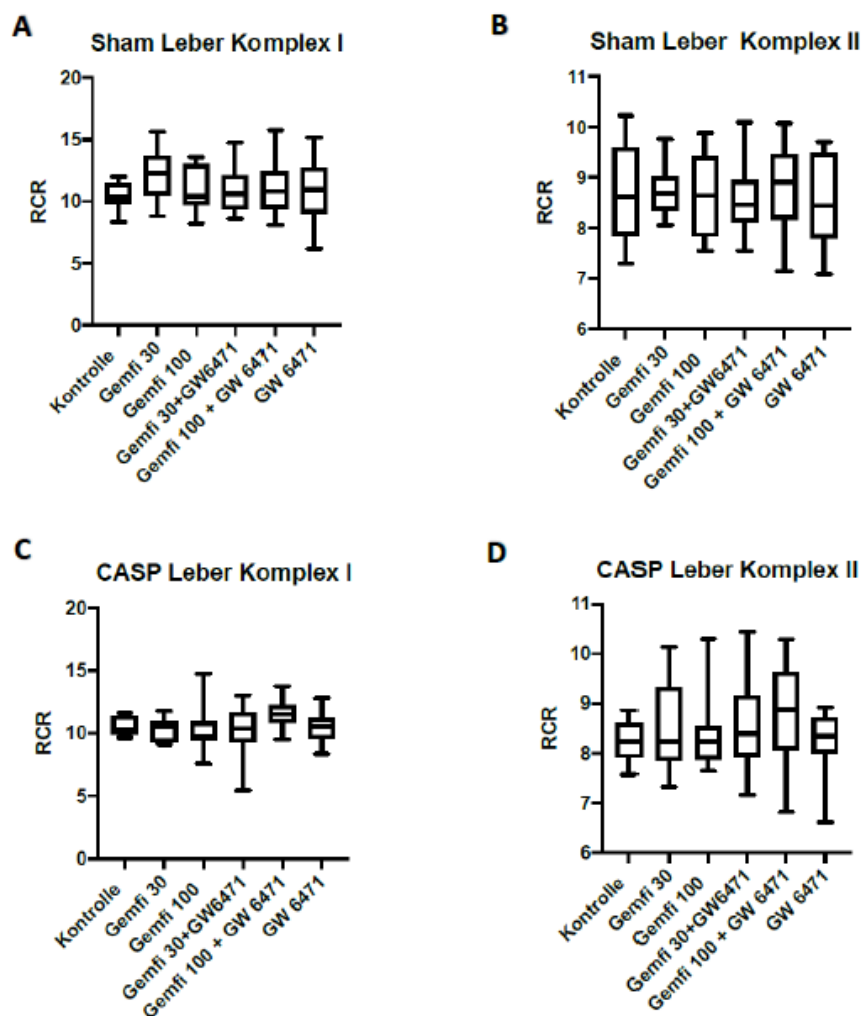 A
Sham Leber Komplex I
20
15
10
5
0
RCR
Kontrolle
Gemfi 30
Gemfi 100
Gemfi 30+GW6471
Gemfi 100 + GW 6471
GW 6471
B
Sham Leber Komplex II
11
10
9
8
7
6
RCR
Kontrolle
Gemfi 30
Gemfi 100
Gemfi 30+GW6471
Gemfi 100 + GW 6471
GW 6471
C
CASP Leber Komplex I
20
15
10
5
0
RCR
Kontrolle
Gemfi 30
Gemfi 100
Gemfi 30+GW6471
Gemfi 100 + GW 6471
GW 6471
D
CASP Leber Komplex II
11
10
9
8
7
6
RCR
Kontrolle
Gemfi 30
Gemfi 100
Gemfi 30+GW6471
Gemfi 100 + GW 6471
GW 6471